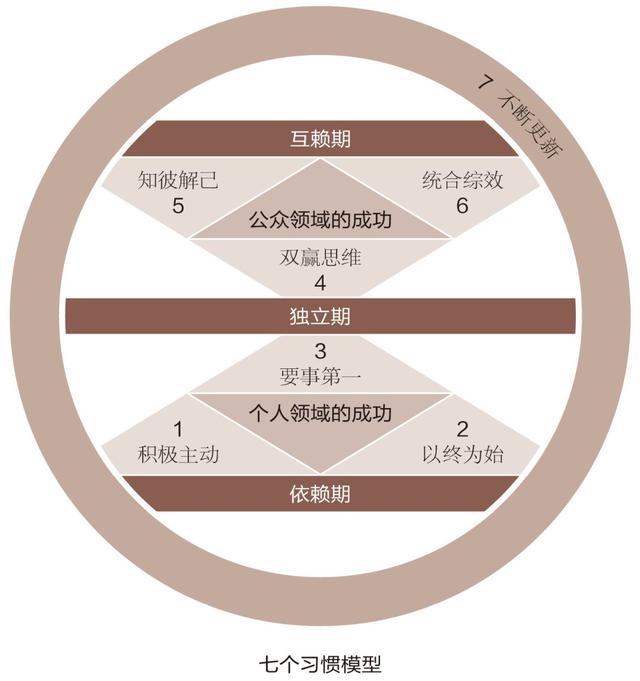 7 不断更新
互赖期
知彼解己
5
统合综效
6
公众领域的成功
双赢思维
4
独立期
3
要事第一
个人领域的成功
1
积极主动
2
以终为始
依赖期
七个习惯模型